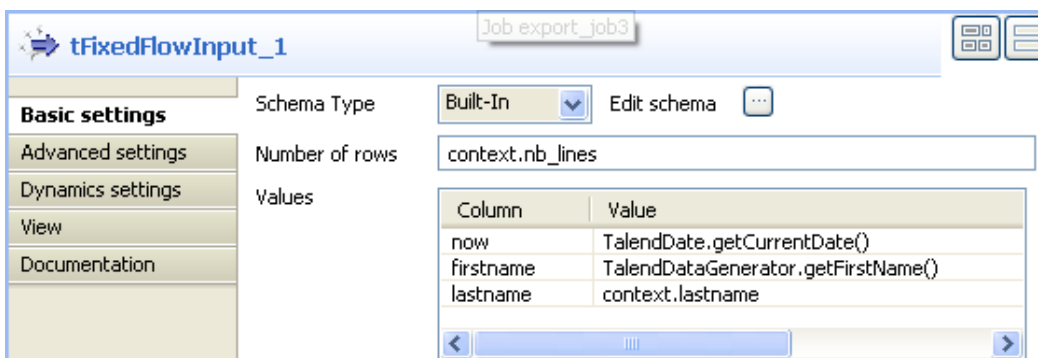 Job export_job3
tFixedFlowInput_1
Basic settings
Advanced settings
Dynamics settings
View
Documentation
Schema Type Built-In Edit schema ...
Number of rows context.nb_lines
Values
Column Value
now TalendDate.getCurrentDate()
firstname TalendDataGenerator.getFirstName()
lastname context.lastname